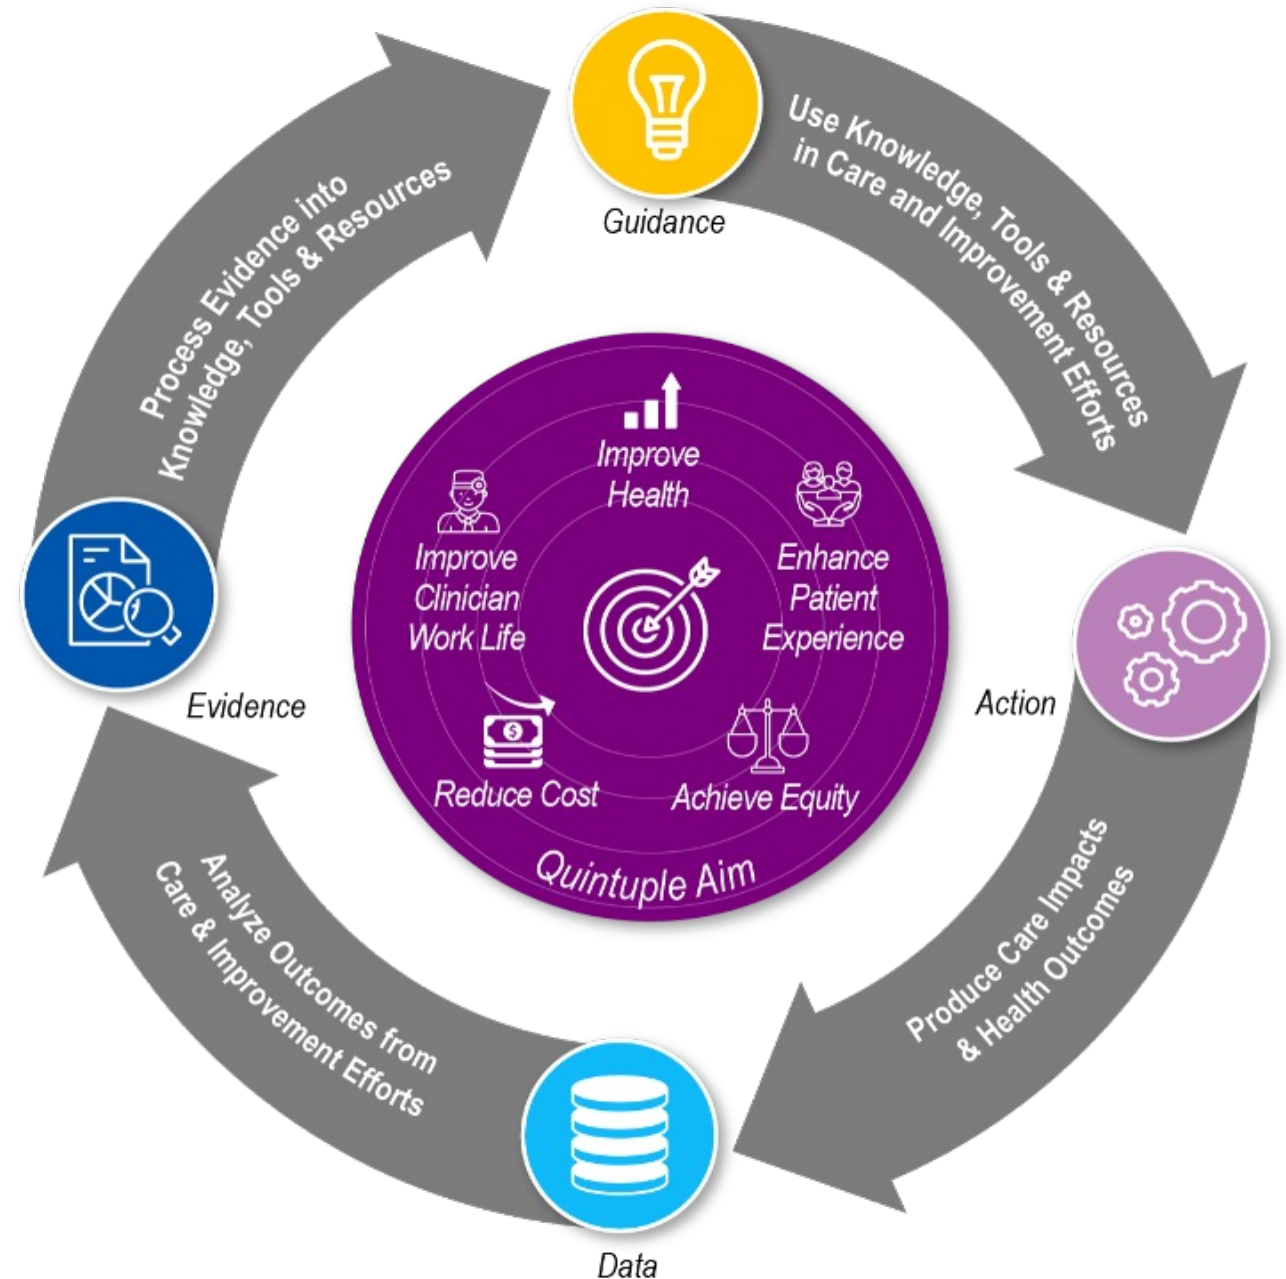 Guidance
Use Knowledge, Tools & Resources
in Care and Improvement Efforts
Action
Produce Care Impacts
& Health Outcomes
Data
Analyze Outcomes from
Care & Improvement Efforts
Evidence
Process Evidence into
Knowledge, Tools & Resources
Improve
Health
Enhance
Patient
Experience
Achieve Equity
$
Reduce Cost
Improve
Clinician
Work Life
Quintuple Aim